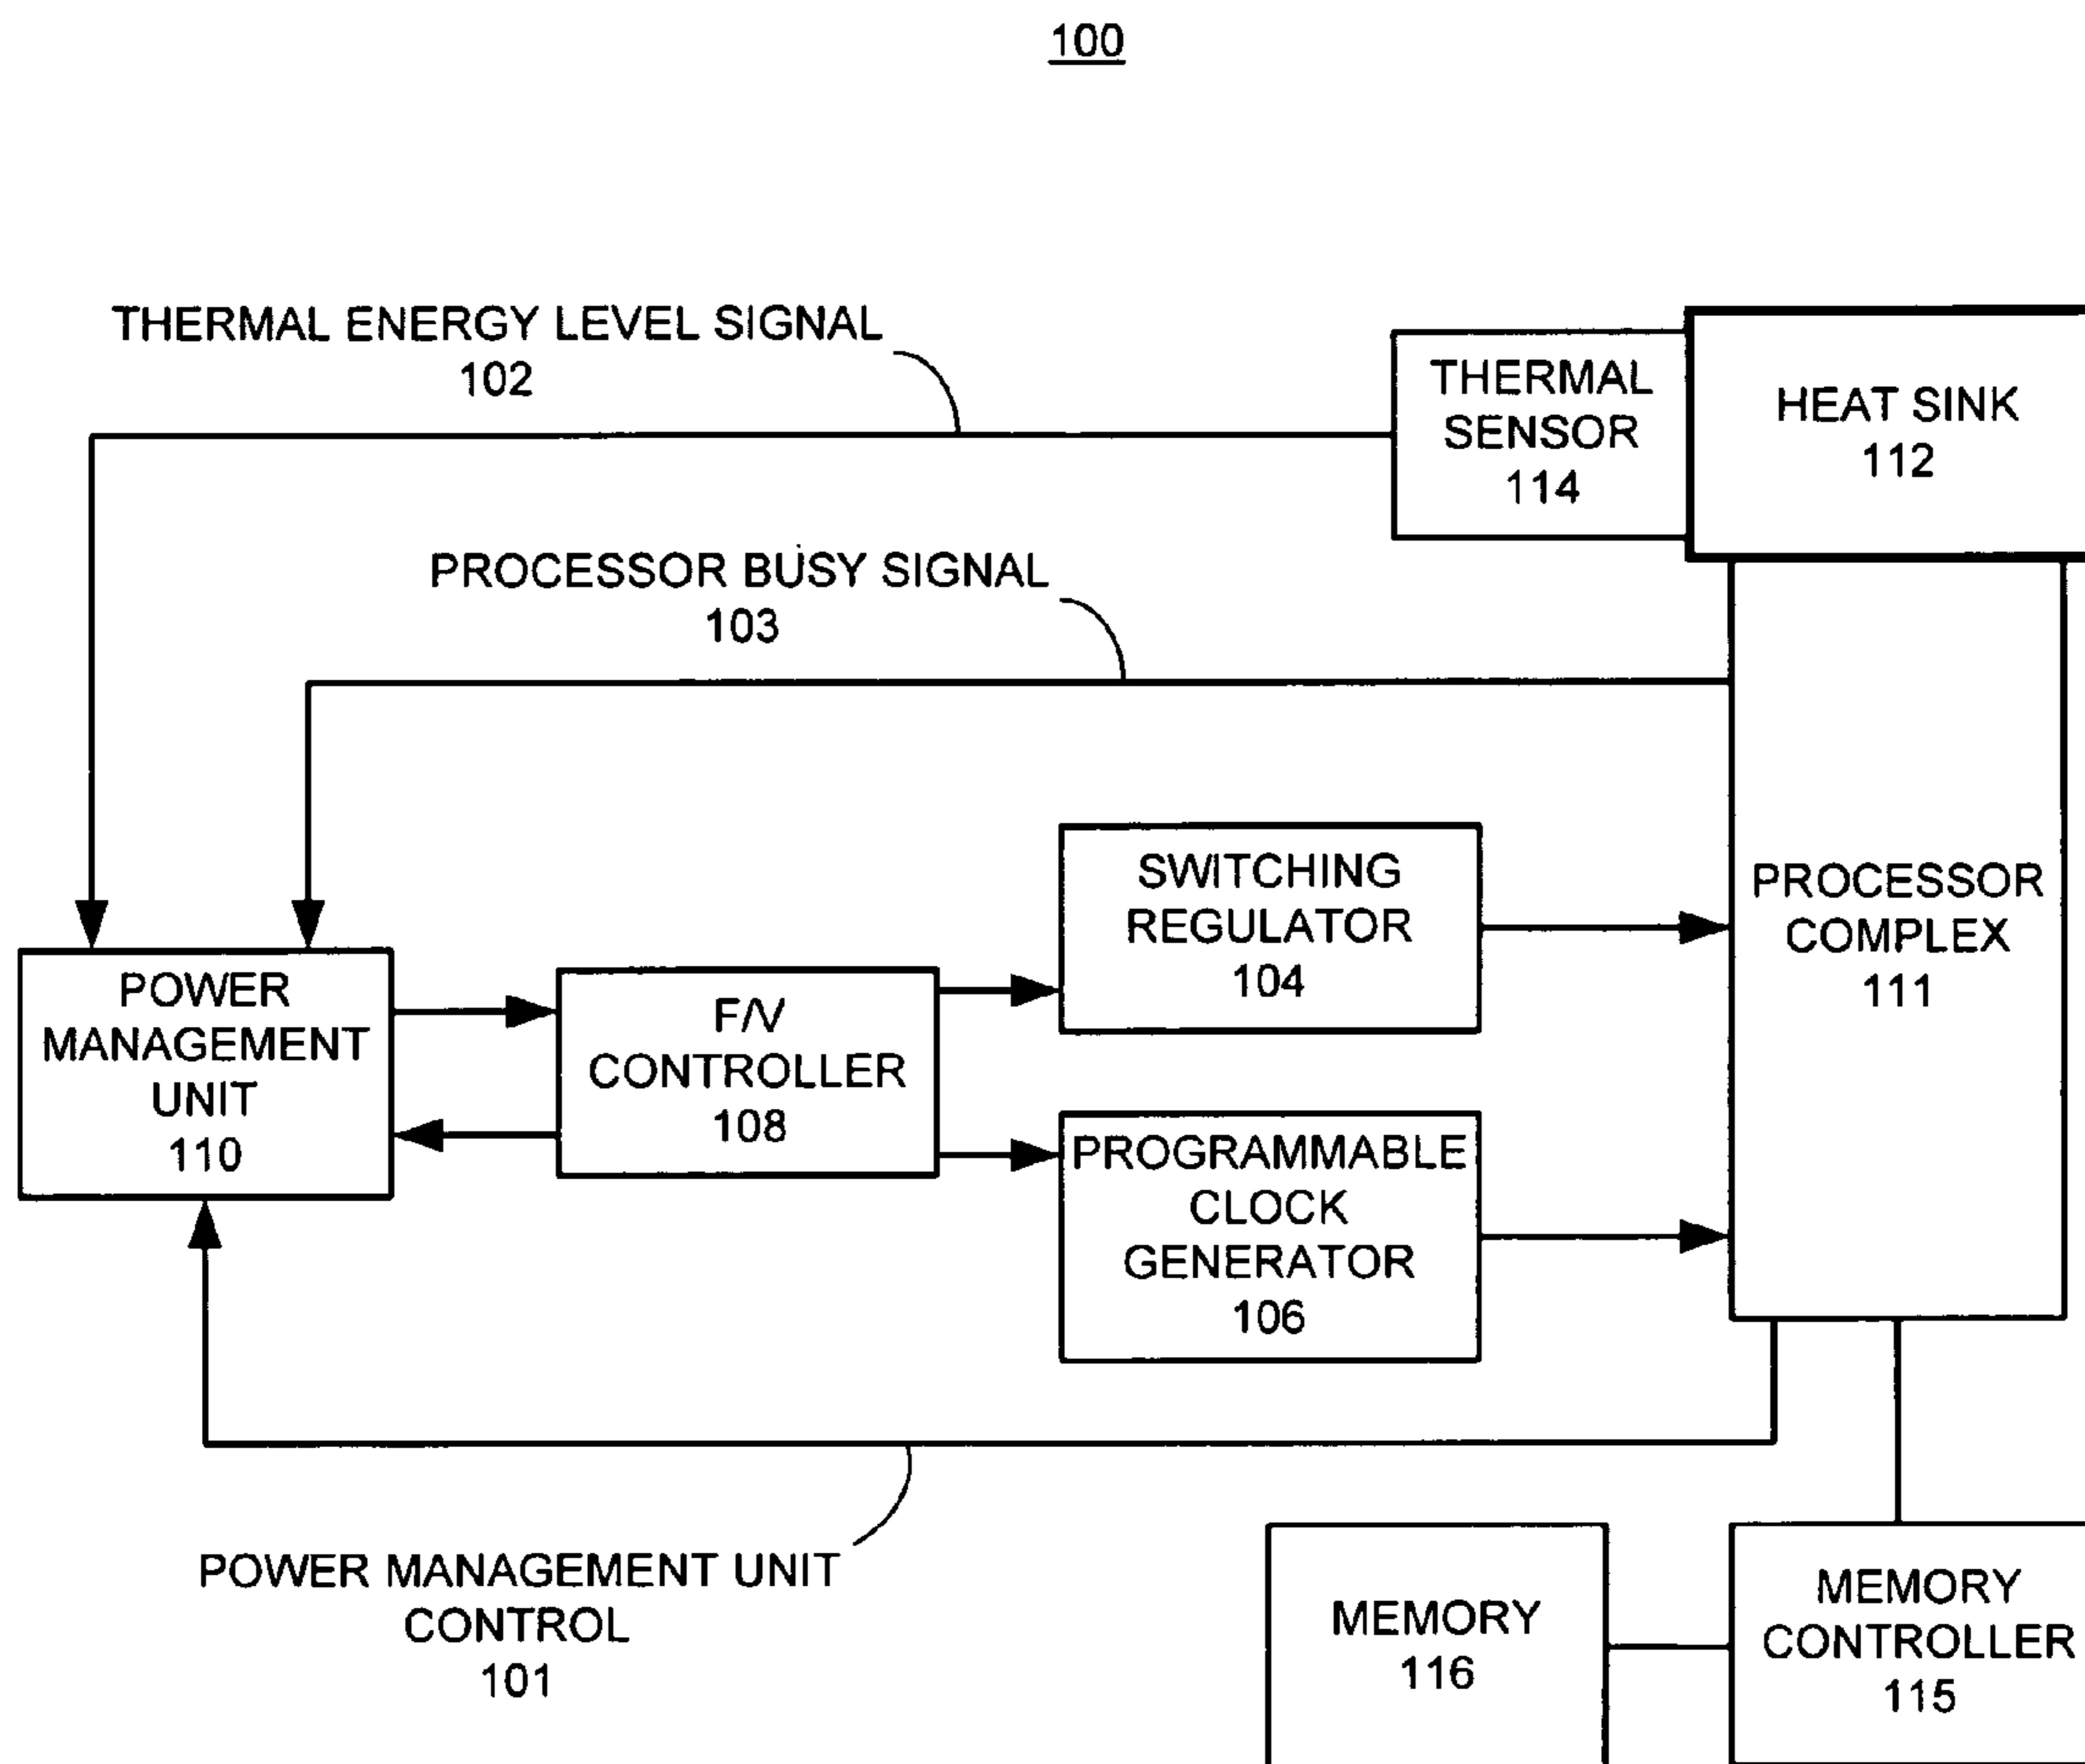 100
THERMAL ENERGY LEVEL SIGNAL
102
THERMAL
SENSOR
114
HEAT SINK
112
PROCESSOR BUSY SIGNAL
103
SWITCHING
REGULATOR
104
PROCESSOR
COMPLEX
111
POWER
MANAGEMENT
UNIT
110
F/V
CONTROLLER
108
PROGRAMMABLE
CLOCK
GENERATOR
106
POWER MANAGEMENT UNIT
CONTROL
101
MEMORY
116
MEMORY
CONTROLLER
115